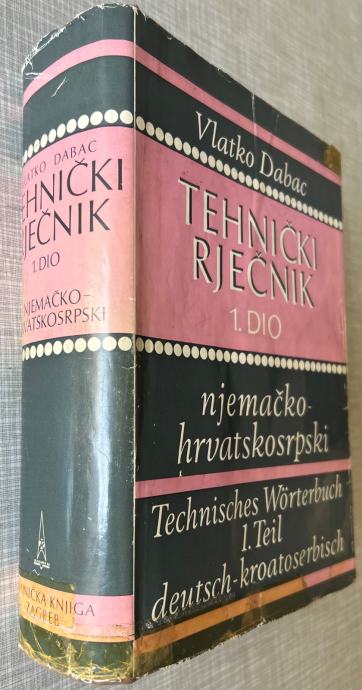 VLATKO DABAC
TEHNIČKI
RJEČNIK
1. DIO
NJEMAČKO-
HRVATSKOSRPSKI
TEHNIČKA KNJIGA
ZAGREB
Vlatko Dabac
TEHNIČKI
RJEČNIK
1. DIO
njemačko-
hrvatskosrpski
Technisches Wörterbuch
1. Teil
deutsch-kroatoserbisch